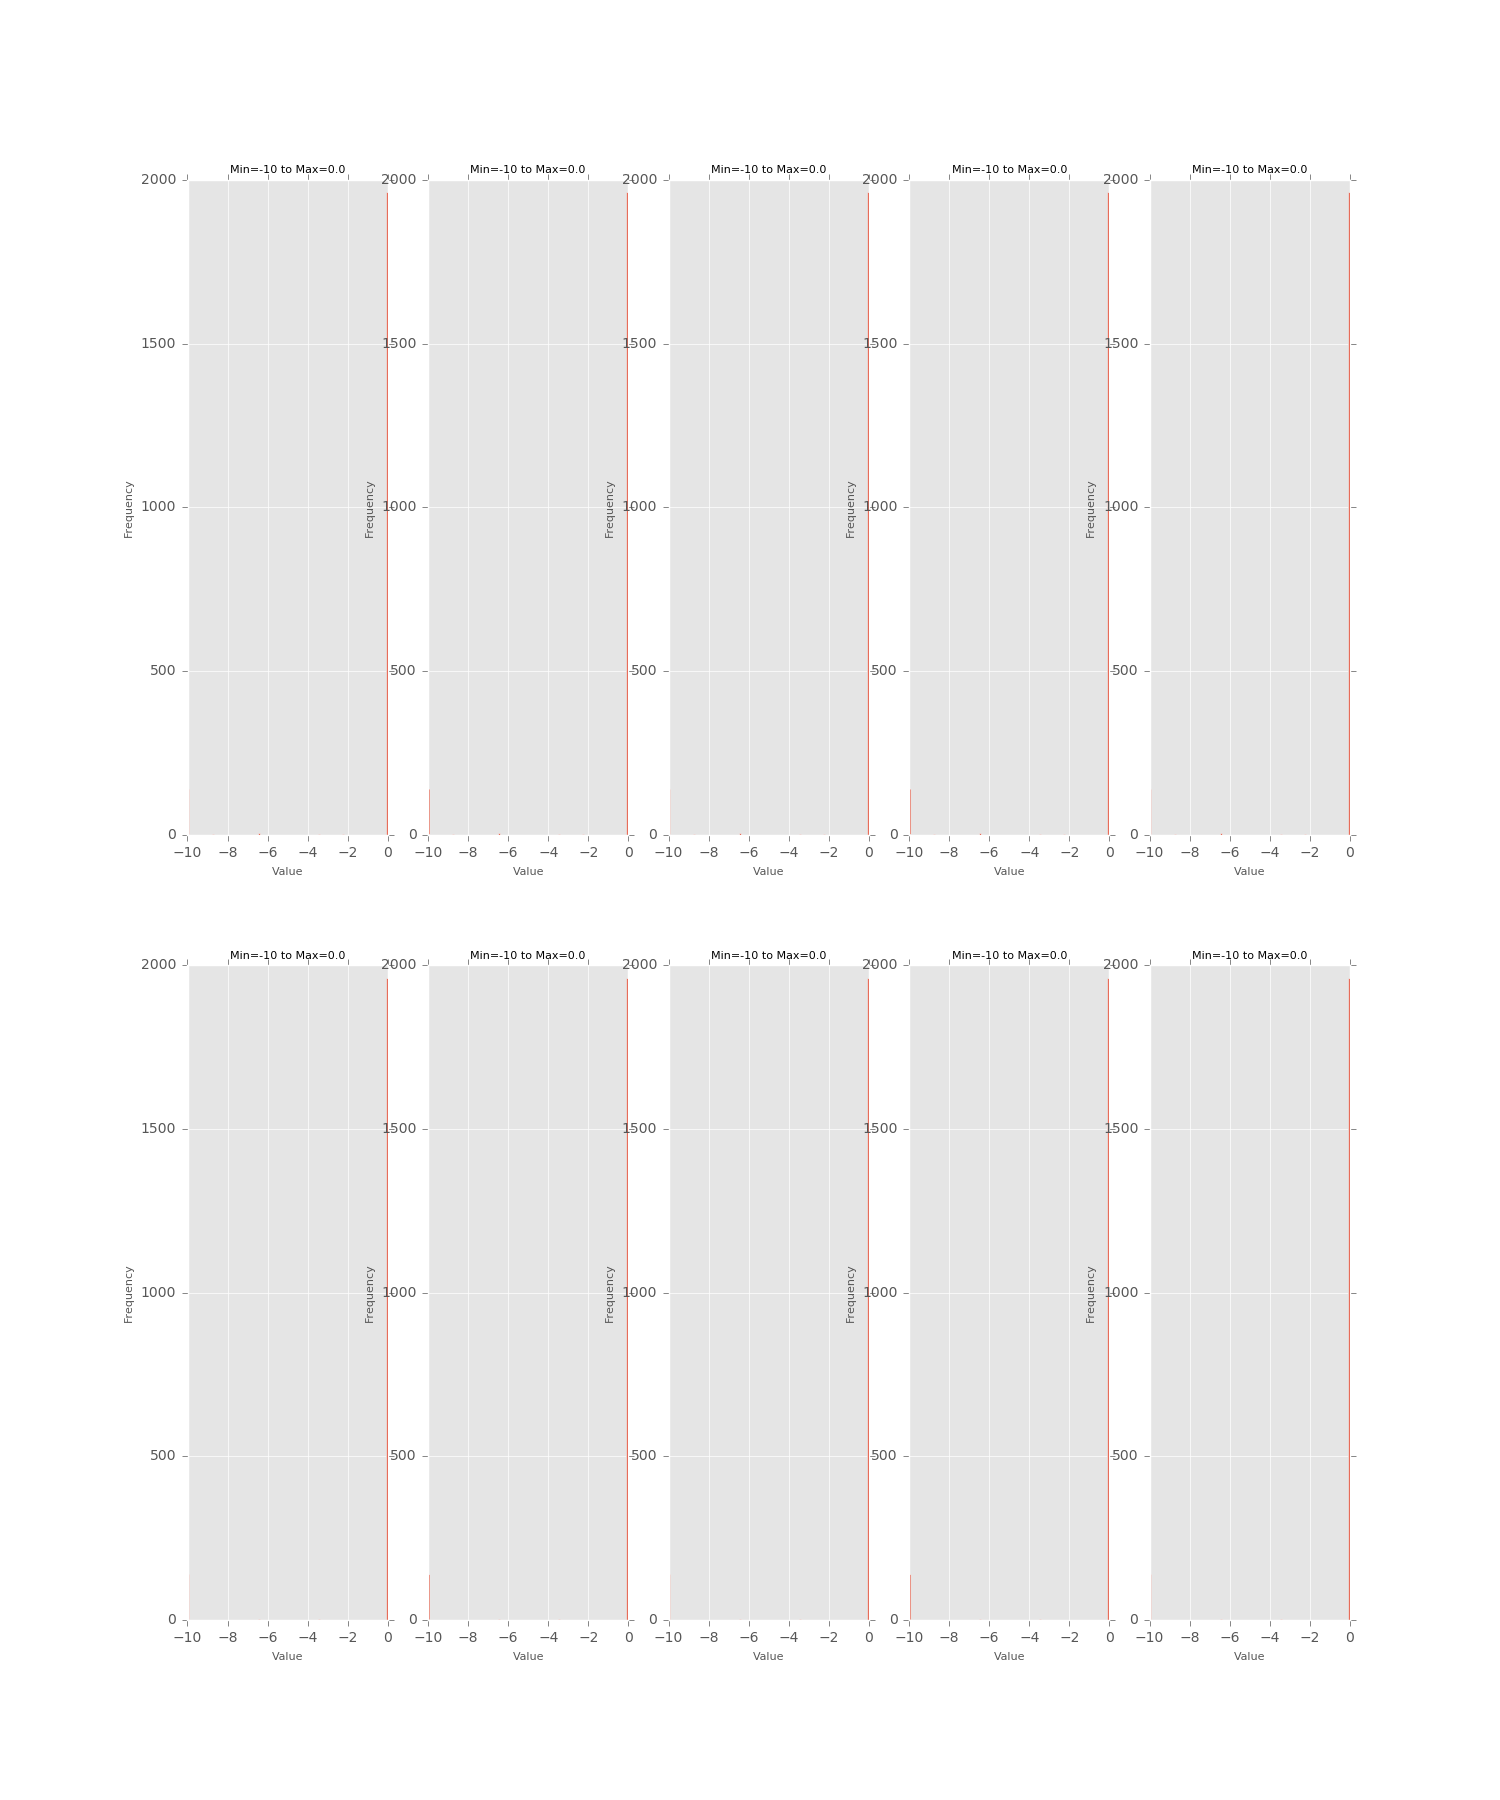 Min=-10 to Max=0.0 Min=-10 to Max=0.0 Min=-10 to Max=0.0 Min=-10 to Max=0.0 Min=-10 to Max=0.0
2000 2000 2000 2000 2000
1500 1500 1500 1500 1500
Frequency Frequency Frequency Frequency Frequency
1000 1000 1000 1000 1000
500 500 500 500 500
0 0 0 0 0
−10 −8 −6 −4 −2 0 −10 −8 −6 −4 −2 0 −10 −8 −6 −4 −2 0 −10 −8 −6 −4 −2 0 −10 −8 −6 −4 −2 0
Value Value Value Value Value
Min=-10 to Max=0.0 Min=-10 to Max=0.0 Min=-10 to Max=0.0 Min=-10 to Max=0.0 Min=-10 to Max=0.0
2000 2000 2000 2000 2000
1500 1500 1500 1500 1500
Frequency Frequency Frequency Frequency Frequency
1000 1000 1000 1000 1000
500 500 500 500 500
0 0 0 0 0
−10 −8 −6 −4 −2 0 −10 −8 −6 −4 −2 0 −10 −8 −6 −4 −2 0 −10 −8 −6 −4 −2 0 −10 −8 −6 −4 −2 0
Value Value Value Value Value